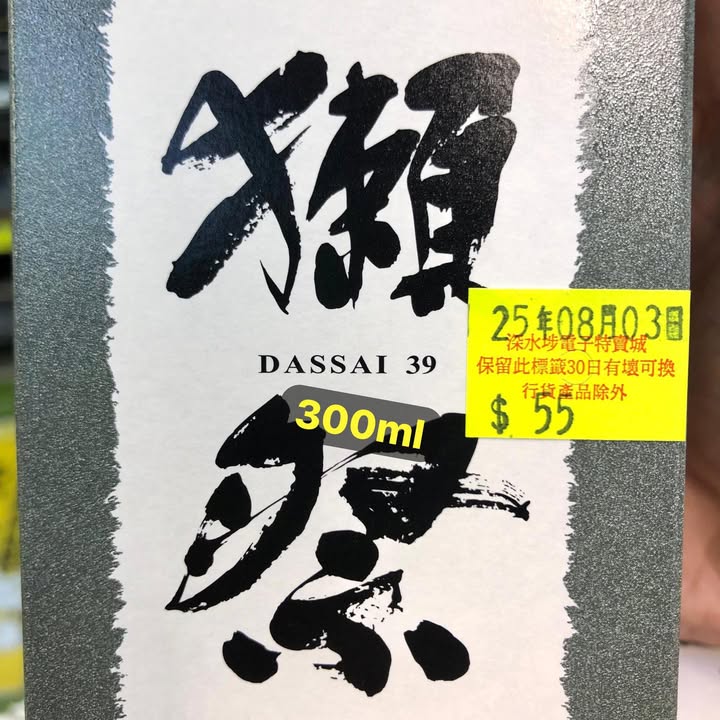 獺
DASSAI 39
祭
300ml
25年08月03日
深水埗電子特賣城
保留此標籤30日有壞可換
行貨產品除外
$ 55